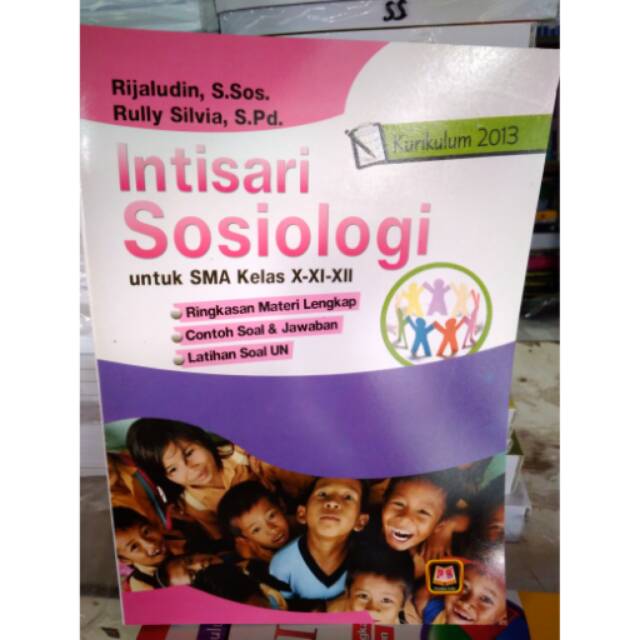 SS
Rijaludin, S.Sos.
Rully Silvia, S.Pd.
Kurikulum 2013
Intisari
Sosiologi
untuk SMA Kelas X-XI-XII
Ringkasan Materi Lengkap
Contoh Soal & Jawaban
Latihan Soal UN